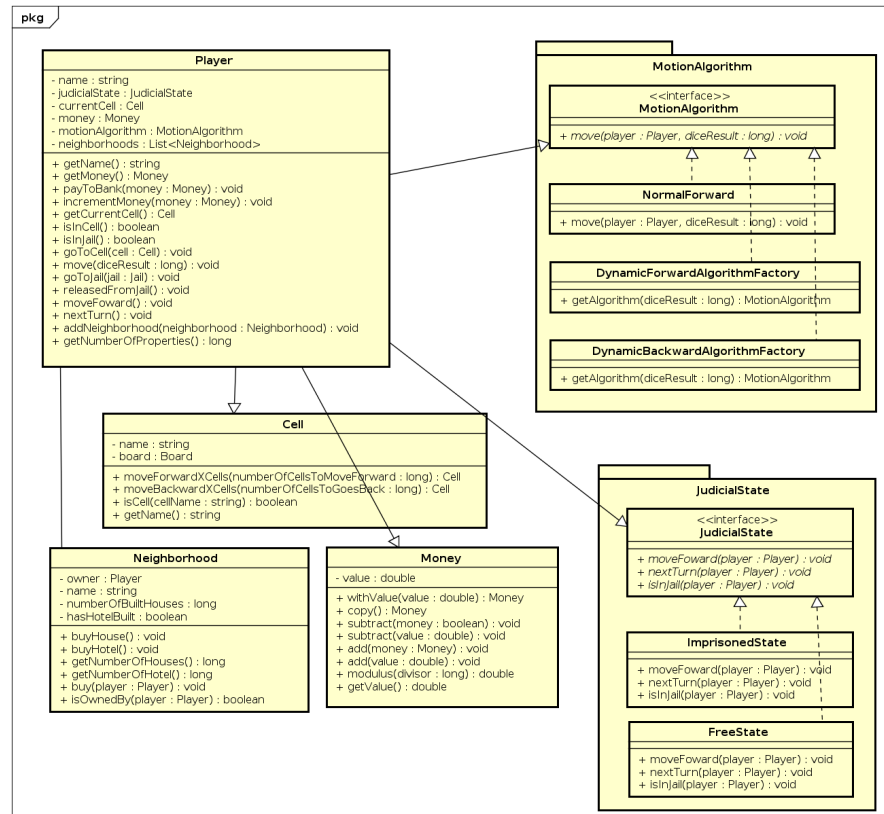 pkg
Player
- name : string
- judicialState : JudicialState
- currentCell : Cell
- money : Money
- motionAlgorithm : MotionAlgorithm
- neighborhoods : List<Neighborhood>
+ getName() : string
+ getMoney() : Money
+ payToBank(money : Money) : void
+ incrementMoney(money : Money) : void
+ getCurrentCell() : Cell
+ isInCell() : boolean
+ isInJail() : boolean
+ goToCell(cell : Cell) : void
+ move(diceResult : long) : void
+ goToJail(jail : Jail) : void
+ releasedFromJail() : void
+ moveFoward() : void
+ nextTurn() : void
+ addNeighborhood(neighborhood : Neighborhood) : void
+ getNumberOfProperties() : long
MotionAlgorithm
<<interface>>
MotionAlgorithm
+ move(player : Player, diceResult : long) : void
NormalForward
+ move(player : Player, diceResult : long) : void
DynamicForwardAlgorithmFactory
+ getAlgorithm(diceResult : long) : MotionAlgorithm
DynamicBackwardAlgorithmFactory
+ getAlgorithm(diceResult : long) : MotionAlgorithm
Cell
- name : string
- board : Board
+ moveForwardXCells(numberOfCellsToMoveForward : long) : Cell
+ moveBackwardXCells(numberOfCellsToGoesBack : long) : Cell
+ isCell(cellName : string) : boolean
+ getName() : string
Neighborhood
- owner : Player
- name : string
- numberOfBuiltHouses : long
- hasHotelBuilt : boolean
+ buyHouse() : void
+ buyHotel() : void
+ getNumberOfHouses() : long
+ getNumberOfHotel() : long
+ buy(player : Player) : void
+ isOwnedBy(player : Player) : boolean
Money
- value : double
+ withValue(value : double) : Money
+ copy() : Money
+ subtract(money : boolean) : void
+ subtract(value : double) : void
+ add(money : Money) : void
+ add(value : double) : void
+ modulus(divisor : long) : double
+ getValue() : double
JudicialState
<<interface>>
JudicialState
+ moveFoward(player : Player) : void
+ nextTurn(player : Player) : void
+ isInJail(player : Player) : void
ImprisonedState
+ moveFoward(player : Player) : void
+ nextTurn(player : Player) : void
+ isInJail(player : Player) : void
FreeState
+ moveFoward(player : Player) : void
+ nextTurn(player : Player) : void
+ isInJail(player : Player) : void